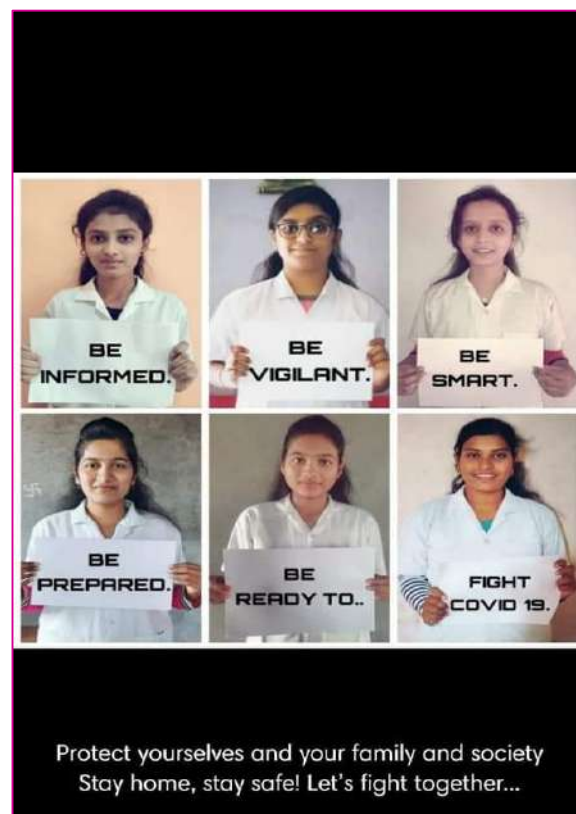 BE
INFORMED.
BE
VIGILANT.
BE
SMART.
BE
PREPARED.
BE
READY TO..
FIGHT
COVID 19.
Protect yourselves and your family and society
Stay home, stay safe! Let's fight together...